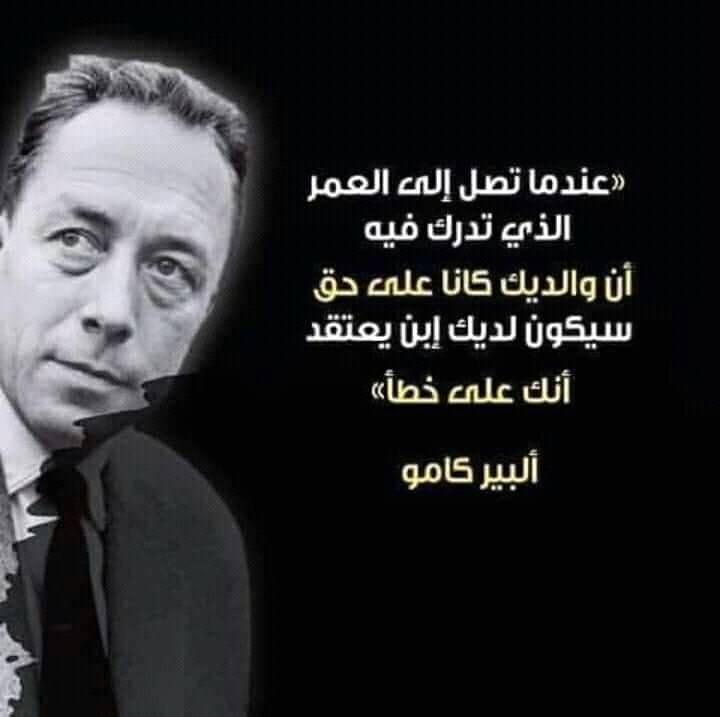 «عندما تصل إلى العمر
الذي تدرك فيه
أن والديك كانا على حق
سيكون لديك إبن يعتقد
أنك على خطأ»
ألبير كامو